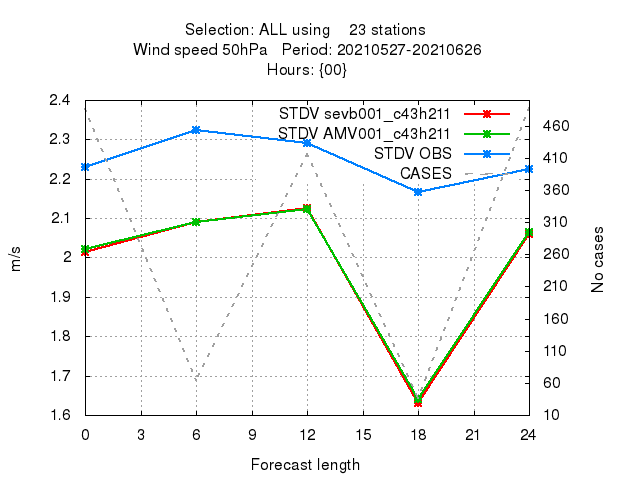 Selection: ALL using    23 stations
Wind speed 50hPa   Period: 20210527-20210626
Hours: {00}
STDV sevb001_c43h211
STDV AMV001_c43h211
STDV OBS
CASES
2.4
2.3
2.2
2.1
2
1.9
1.8
1.7
1.6
m/s
460
410
360
310
260
210
160
110
60
10
No cases
0 3 6 9 12 15 18 21 24
Forecast length